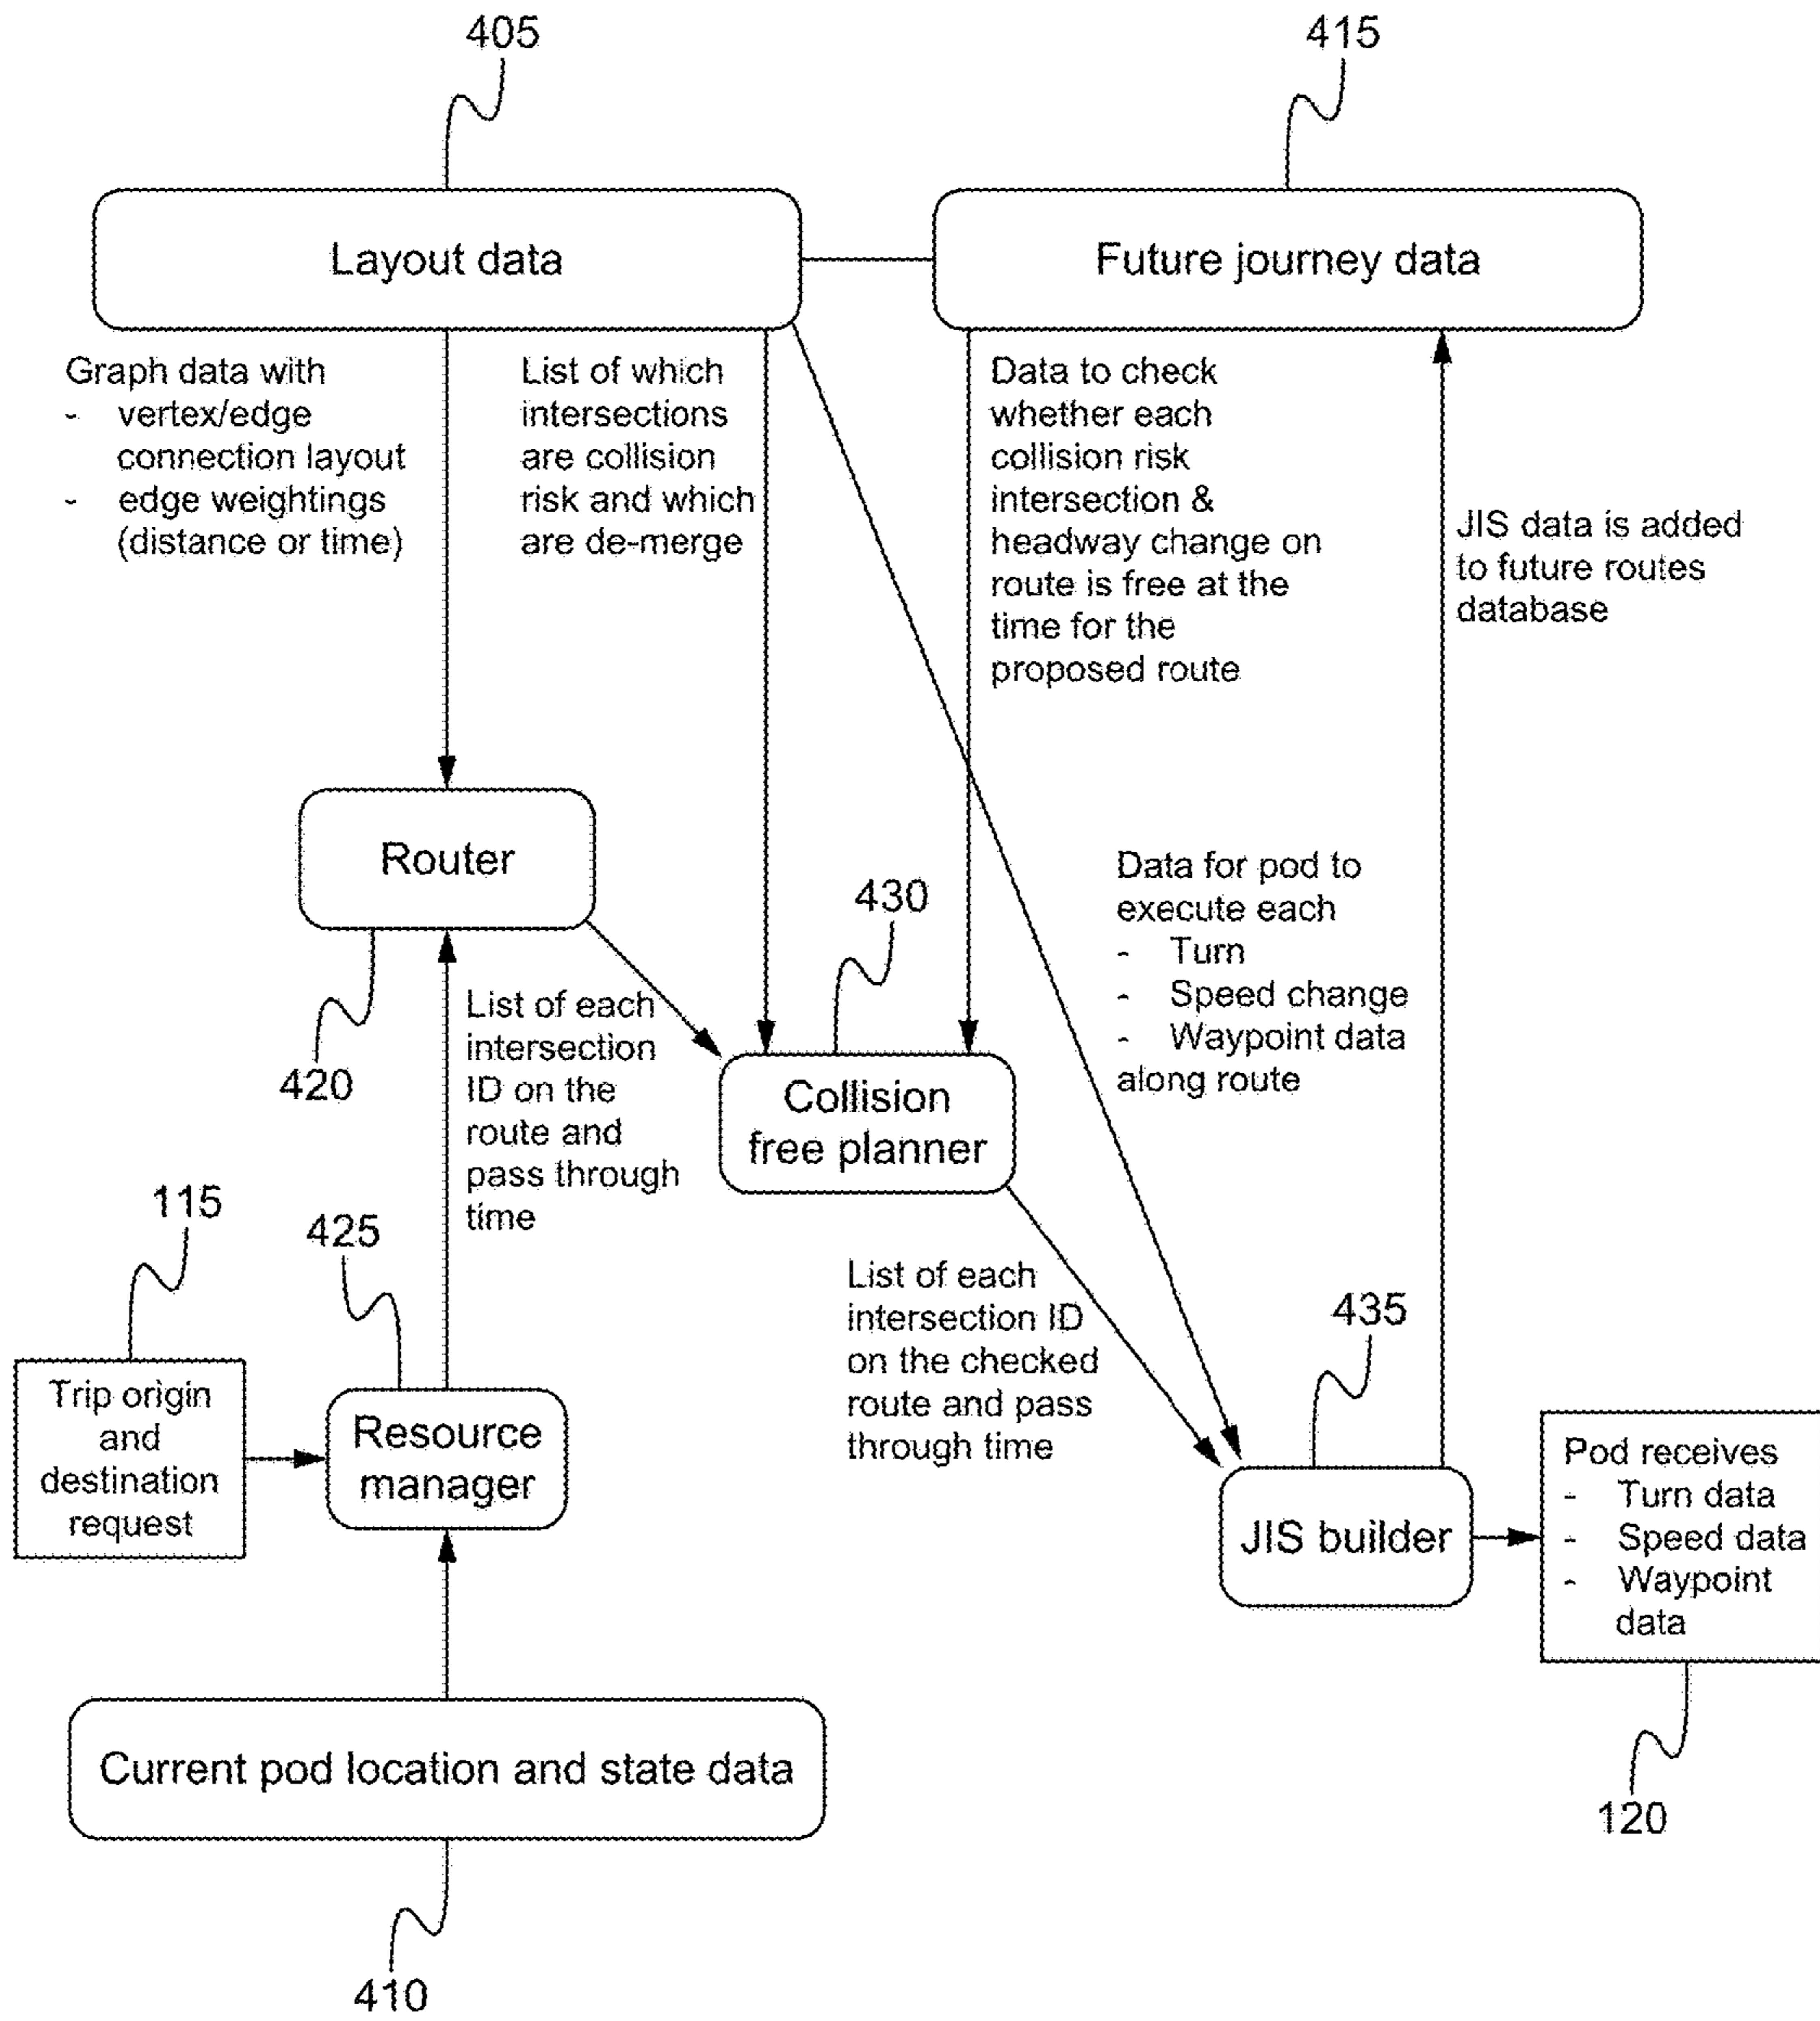 405
415
Layout data
Future journey data
Graph data with
- vertex/edge
connection layout
- edge weightings
(distance or time)
List of which
intersections
are collision
risk and which
are de-merge
Data to check
whether each
collision risk
intersection &
headway change on
route is free at the
time for the
proposed route
JIS data is added
to future routes
database
Router
420
430
Data for pod to
execute each
- Turn
- Speed change
- Waypoint data
along route
List of each
intersection
ID on the
route and
pass through
time
Collision
free planner
115
425
Trip origin
and
destination
request
Resource
manager
List of each
intersection ID
on the checked
route and pass
through time
435
JIS builder
Pod receives
- Turn data
- Speed data
- Waypoint
data
Current pod location and state data
120
410